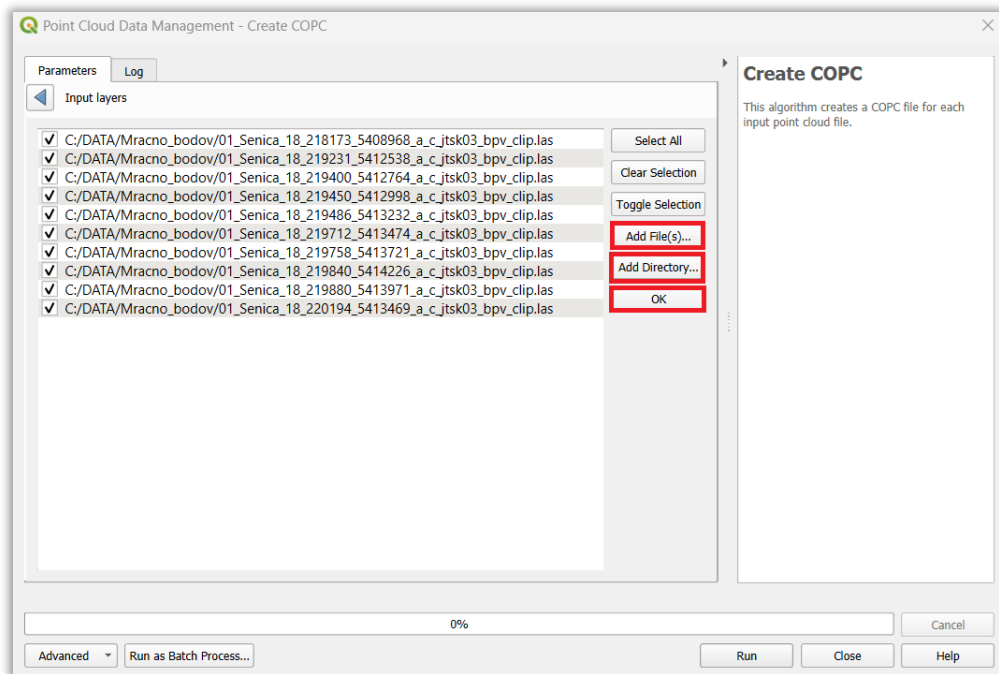 Point Cloud Data Management - Create COPC
Parameters
Log
Input layers
C:/DATA/Mracno_bodov/01_Senica_18_218173_5408968_a_c_jtsk03_bpv_clip.las
C:/DATA/Mracno_bodov/01_Senica_18_219231_5412538_a_c_jtsk03_bpv_clip.las
C:/DATA/Mracno_bodov/01_Senica_18_219400_5412764_a_c_jtsk03_bpv_clip.las
C:/DATA/Mracno_bodov/01_Senica_18_219450_5412998_a_c_jtsk03_bpv_clip.las
C:/DATA/Mracno_bodov/01_Senica_18_219486_5413232_a_c_jtsk03_bpv_clip.las
C:/DATA/Mracno_bodov/01_Senica_18_219712_5413474_a_c_jtsk03_bpv_clip.las
C:/DATA/Mracno_bodov/01_Senica_18_219758_5413721_a_c_jtsk03_bpv_clip.las
C:/DATA/Mracno_bodov/01_Senica_18_219840_5414226_a_c_jtsk03_bpv_clip.las
C:/DATA/Mracno_bodov/01_Senica_18_219880_5413971_a_c_jtsk03_bpv_clip.las
C:/DATA/Mracno_bodov/01_Senica_18_220194_5413469_a_c_jtsk03_bpv_clip.las
Select All
Clear Selection
Toggle Selection
Add File(s)...
Add Directory...
OK
Create COPC
This algorithm creates a COPC file for each
input point cloud file.
0%
Cancel
Advanced
Run as Batch Process...
Run
Close
Help